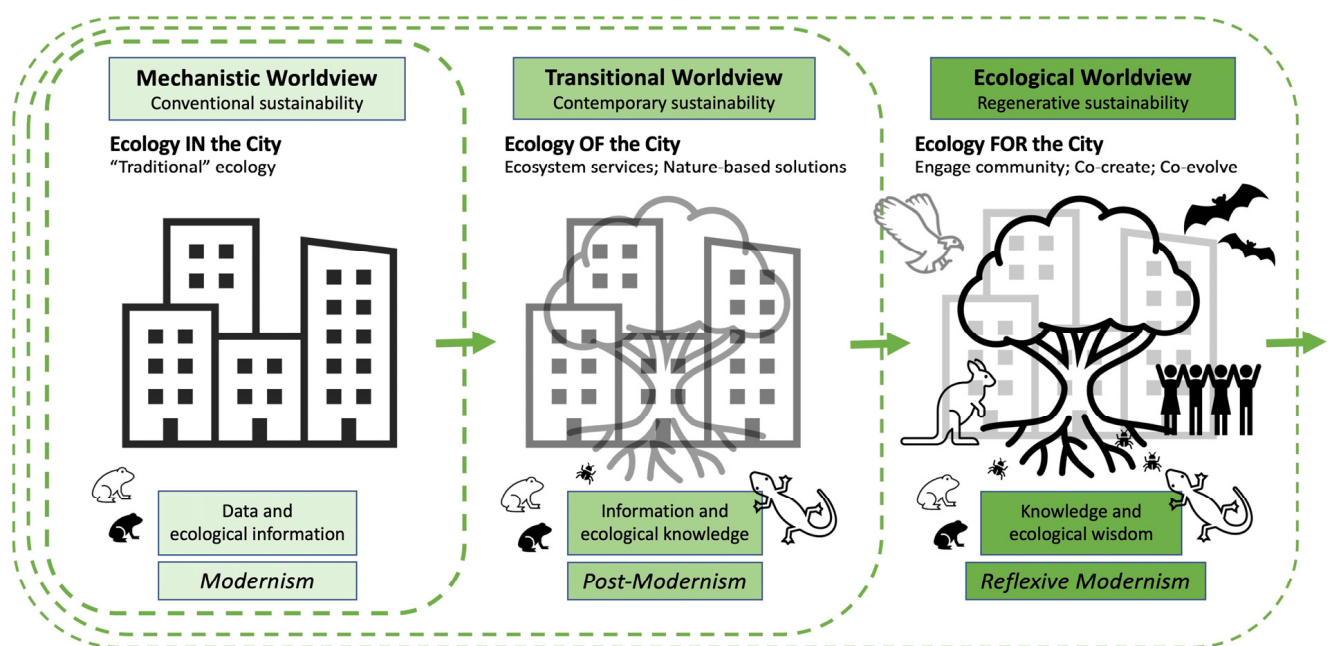 Mechanistic Worldview
Conventional sustainability
Ecology IN the City
“Traditional” ecology
Data and
ecological information
Modernism
Transitional Worldview
Contemporary sustainability
Ecology OF the City
Ecosystem services; Nature-based solutions
Information and
ecological knowledge
Post-Modernism
Ecological Worldview
Regenerative sustainability
Ecology FOR the City
Engage community; Co-create; Co-evolve
Knowledge and
ecological wisdom
Reflexive Modernism